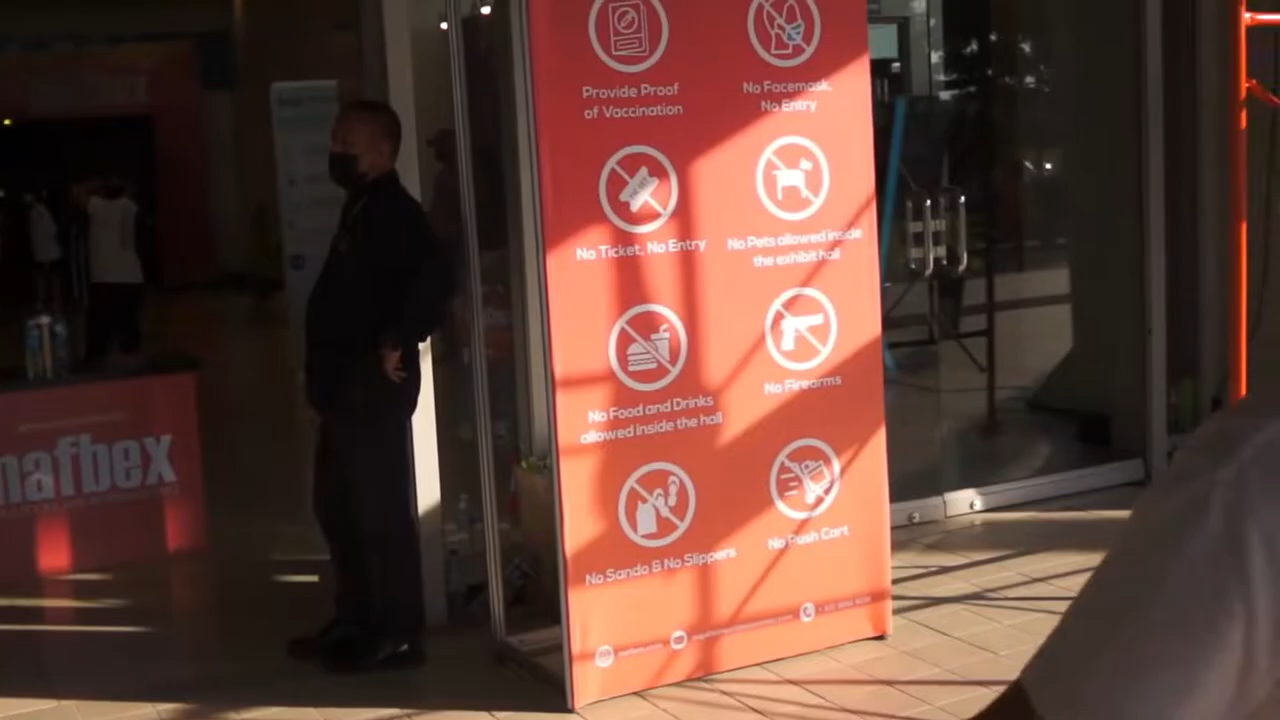 Provide Proof
of Vaccination
No Facemask,
No Entry
No Ticket, No Entry
No Pets allowed inside
the exhibit hall
No Food and Drinks
allowed inside the hall
No Firearms
No Sando & No Slippers
No Push Cart
nafbex